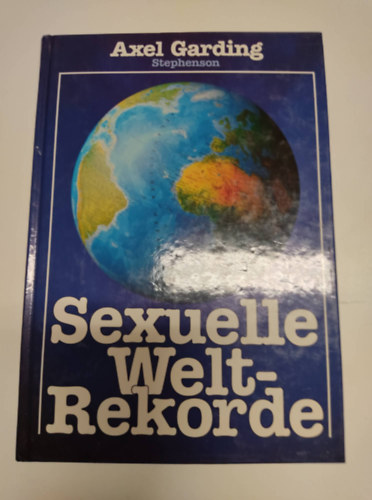 Axel Garding
Stephenson
Sexuelle
Welt-
Rekorde